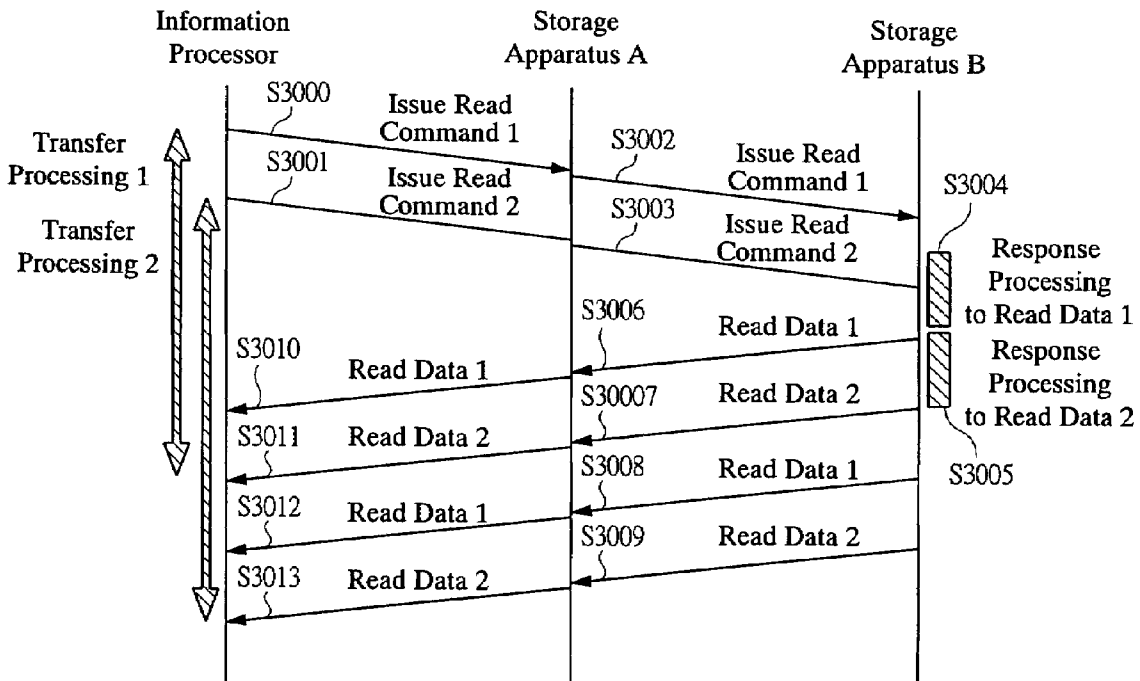 Information
Processor
Storage
Apparatus A
Storage
Apparatus B
S3000
Issue Read
Command 1
S3002
Issue Read
Command 1
Transfer
Processing 1
S3001
Issue Read
Command 2
S3003
Issue Read
Command 2
S3004
Transfer
Processing 2
Response
Processing
to Read Data 1
S3006
Read Data 1
S3010
Read Data 1
Response
Processing
to Read Data 2
S30007
Read Data 2
S3011
Read Data 2
S3005
S3008
Read Data 1
S3012
Read Data 1
S3009
Read Data 2
S3013
Read Data 2